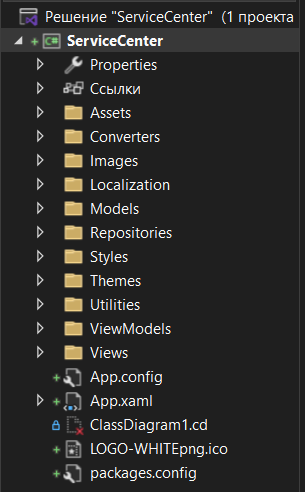 Решение "ServiceCenter" (1 проекта
ServiceCenter
Properties
Ссылки
Assets
Converters
Images
Localization
Models
Repositories
Styles
Themes
Utilities
ViewModels
Views
App.config
App.xaml
ClassDiagram1.cd
LOGO-WHITEpng.ico
packages.config